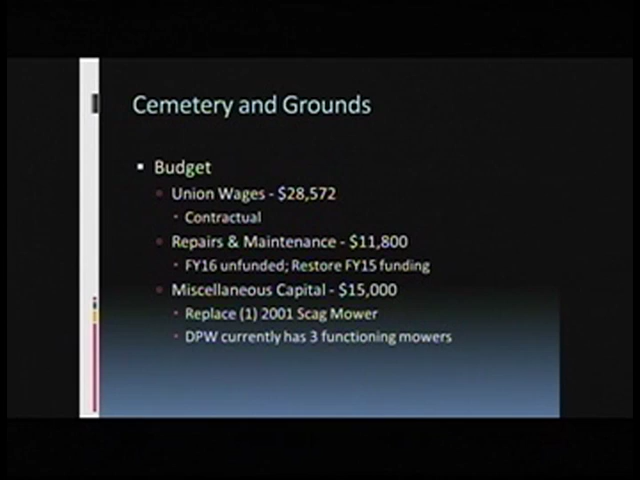 Cemetery and Grounds
Budget
Union Wages - $28,572
Contractual
Repairs & Maintenance - $11,800
FY16 unfunded; Restore FY15 funding
Miscellaneous Capital - $15,000
Replace (1) 2001 Scag Mower
DPW currently has 3 functioning mowers